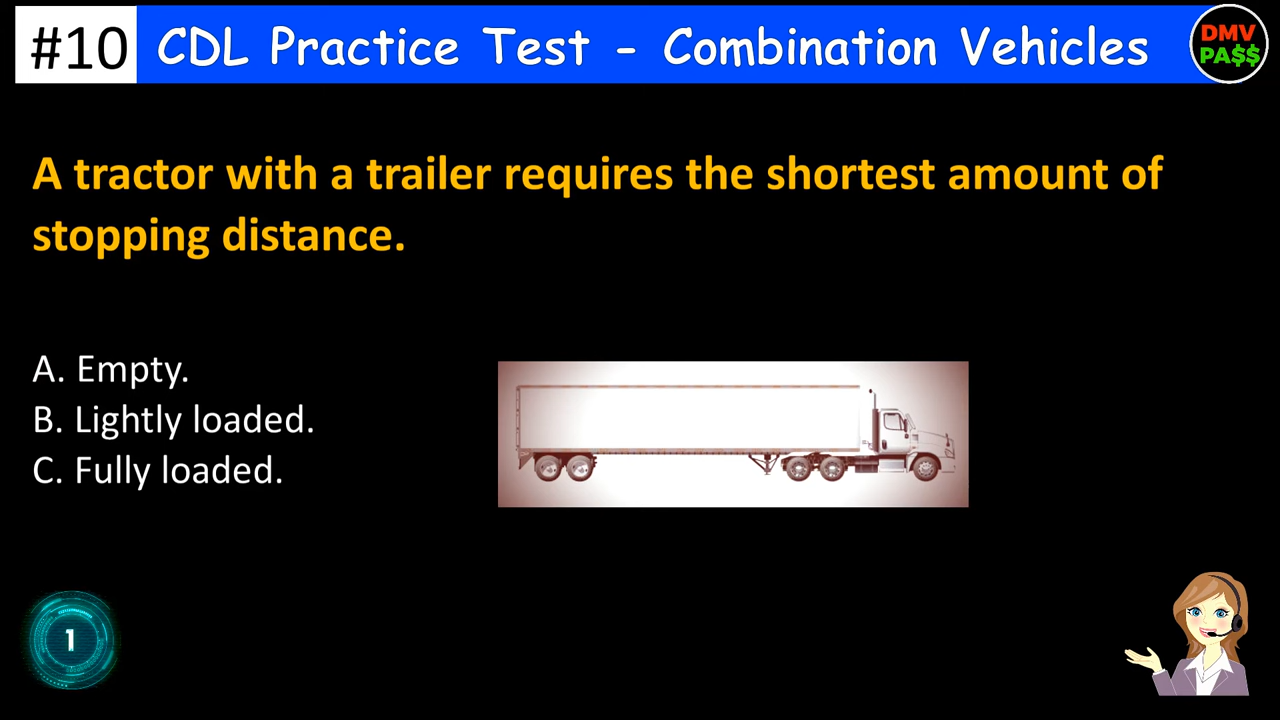 #10 CDL Practice Test - Combination Vehicles
DMV
PA$$
A tractor with a trailer requires the shortest amount of
stopping distance.
A. Empty.
B. Lightly loaded.
C. Fully loaded.
1